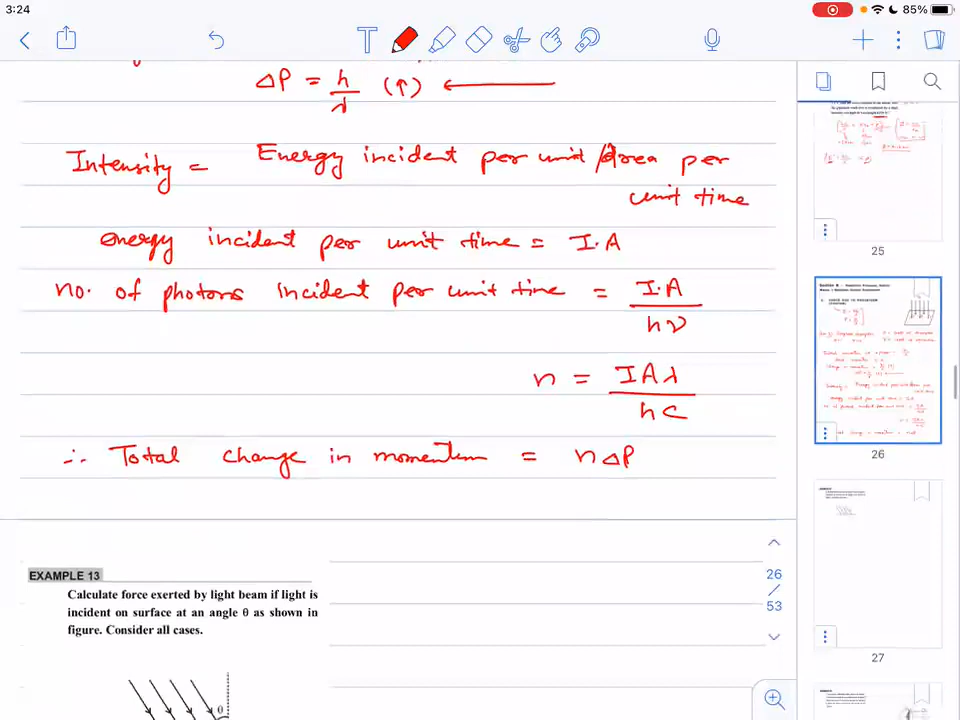 3:24
85%
ΔP = h/λ (↑) ←
Intensity = Energy incident per unit Area per
unit time
energy incident per unit time = I.A
no. of photons incident per unit time = I.A/hν
n = IAλ/hc
∴ Total change in momentum = nΔP
EXAMPLE 13
Calculate force exerted by light beam if light is
incident on surface at an angle θ as shown in
figure. Consider all cases.
θ
26
/
53
25
26
27